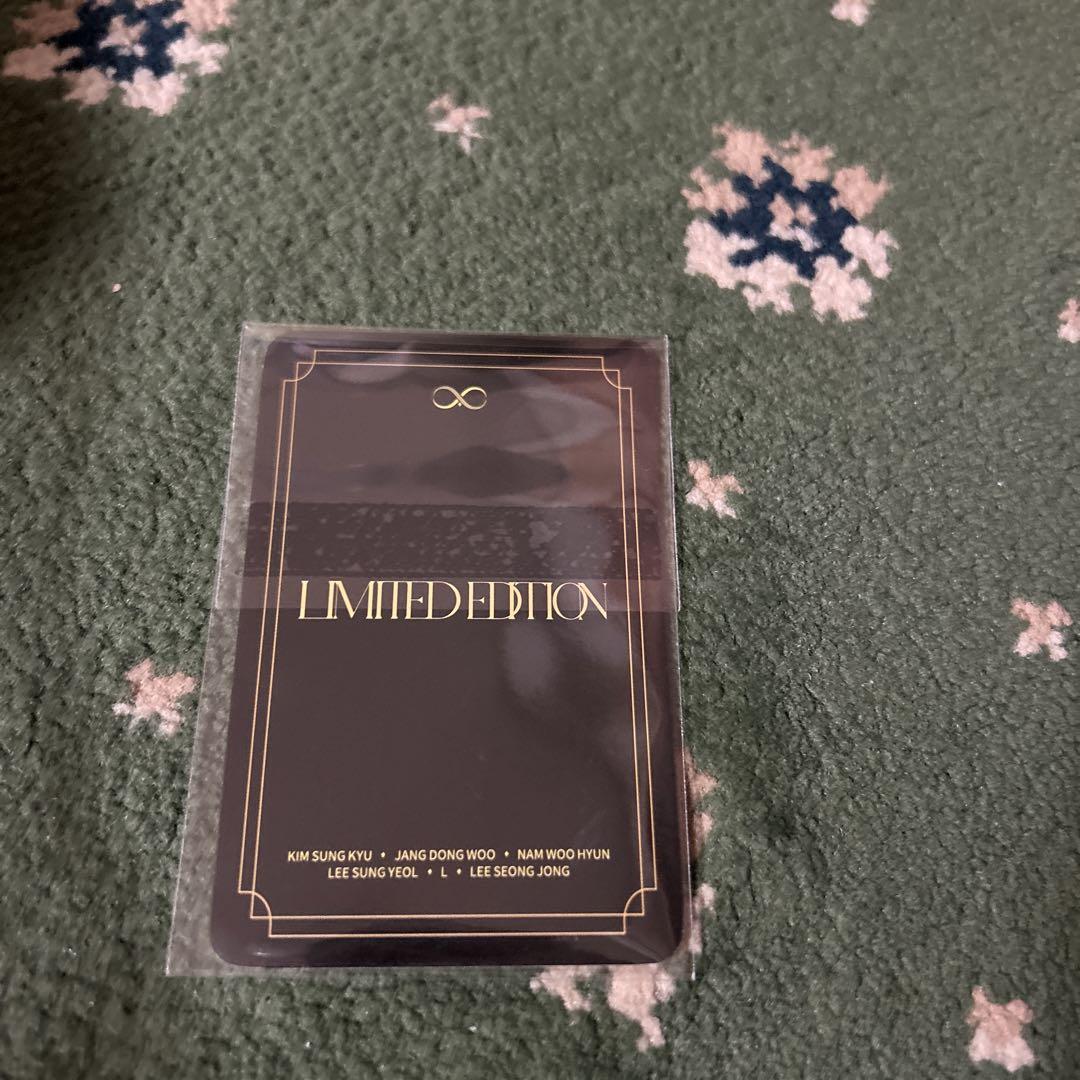 LIMITED EDITION
KIM SUNG KYU • JANG DONG WOO • NAM WOO HYUN
LEE SUNG YEOL • L • LEE SEONG JONG